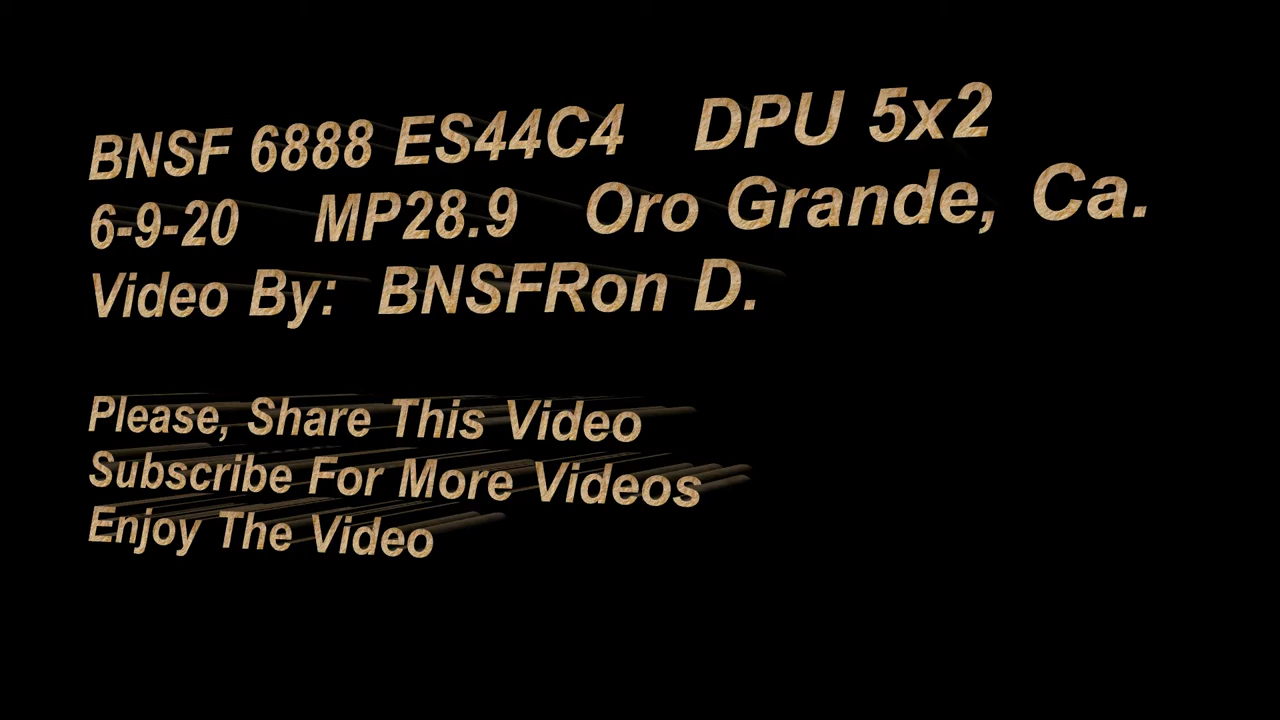 BNSF 6888 ES44C4 DPU 5x2
6-9-20 MP28.9 Oro Grande, Ca.
Video By: BNSFRon D.
Please, Share This Video
Subscribe For More Videos
Enjoy The Video